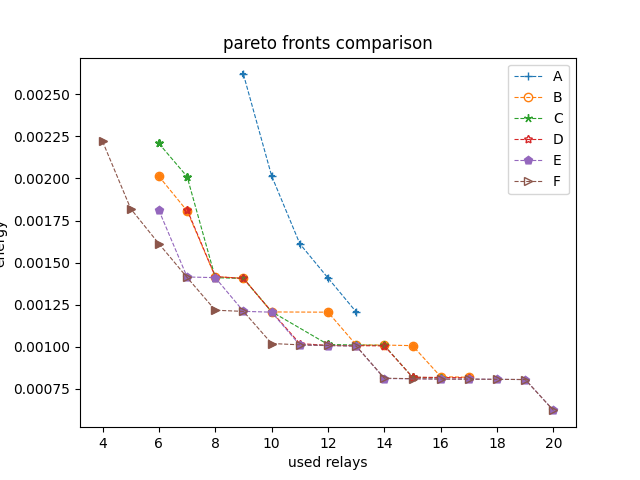 pareto fronts comparison
0.00250
0.00225
0.00200
0.00175
0.00150
0.00125
0.00100
0.00075
4 6 8 10 12 14 16 18 20
used relays
A
B
C
D
E
F